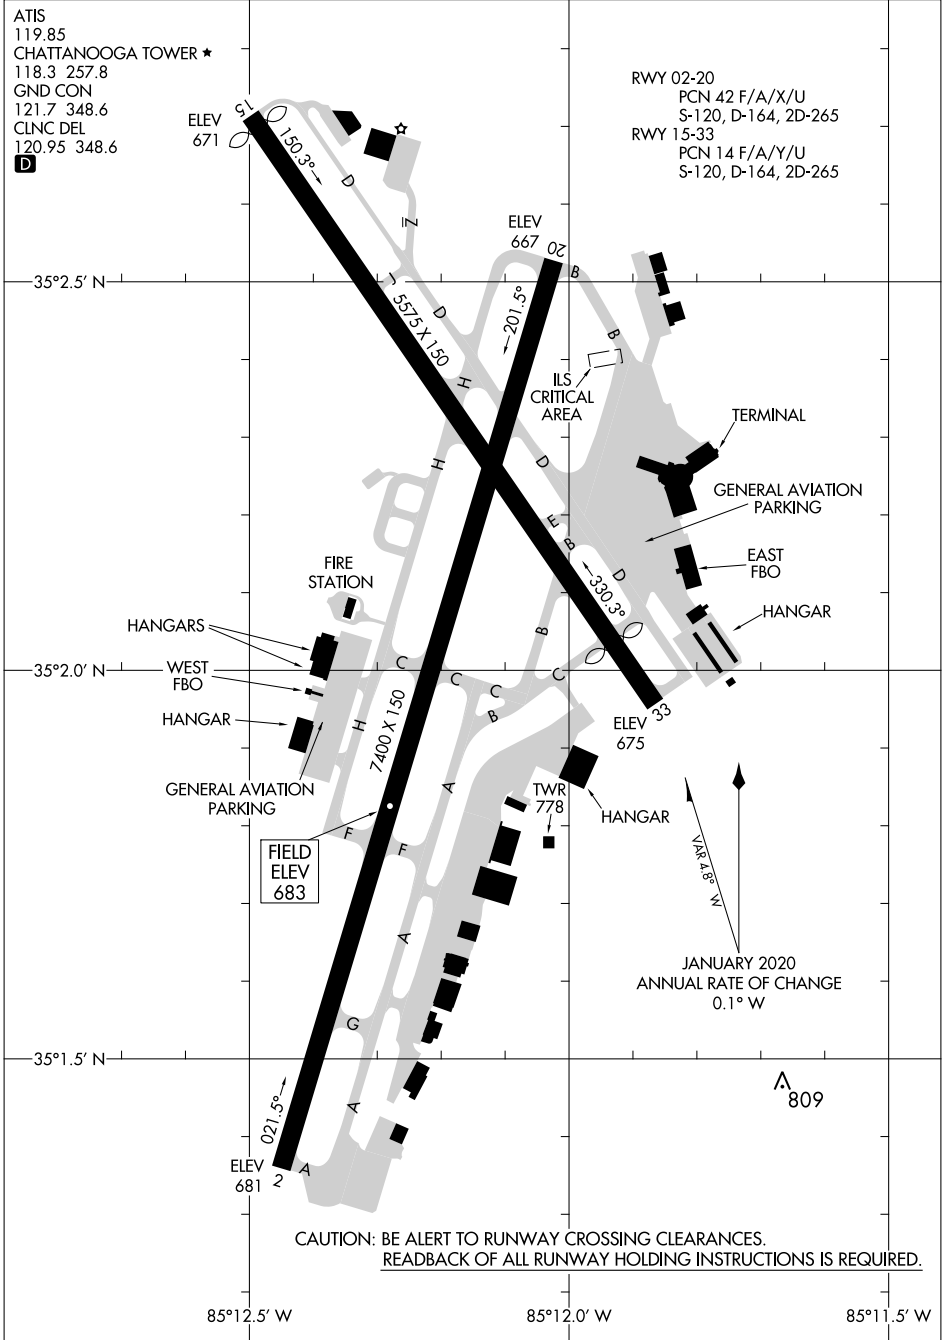 ATIS
119.85
CHATTANOOGA TOWER ★
118.3 257.8
GND CON
121.7 348.6
CLNC DEL
120.95 348.6
D
RWY 02-20
PCN 42 F/A/X/U
S-120, D-164, 2D-265
RWY 15-33
PCN 14 F/A/Y/U
S-120, D-164, 2D-265
ELEV
671
15
150.3°
D
Z
ELEV
667
20
B
35°2.5' N
J
D
5575 X 150
201.5°
B
H
ILS
CRITICAL
AREA
TERMINAL
H
D
GENERAL AVIATION
PARKING
E
B
EAST
FBO
FIRE
STATION
D
330.3°
HANGAR
HANGARS
B
35°2.0' N
WEST
FBO
C
C
C
C
B
HANGAR
H
7400 X 150
33
ELEV
675
GENERAL AVIATION
PARKING
A
TWR
778
HANGAR
F
F
FIELD
ELEV
683
VAR 4.8° W
A
JANUARY 2020
ANNUAL RATE OF CHANGE
0.1° W
G
35°1.5' N
809
021.5°
A
ELEV
681
2
A
CAUTION: BE ALERT TO RUNWAY CROSSING CLEARANCES.
READBACK OF ALL RUNWAY HOLDING INSTRUCTIONS IS REQUIRED.
85°12.5' W
85°12.0' W
85°11.5' W